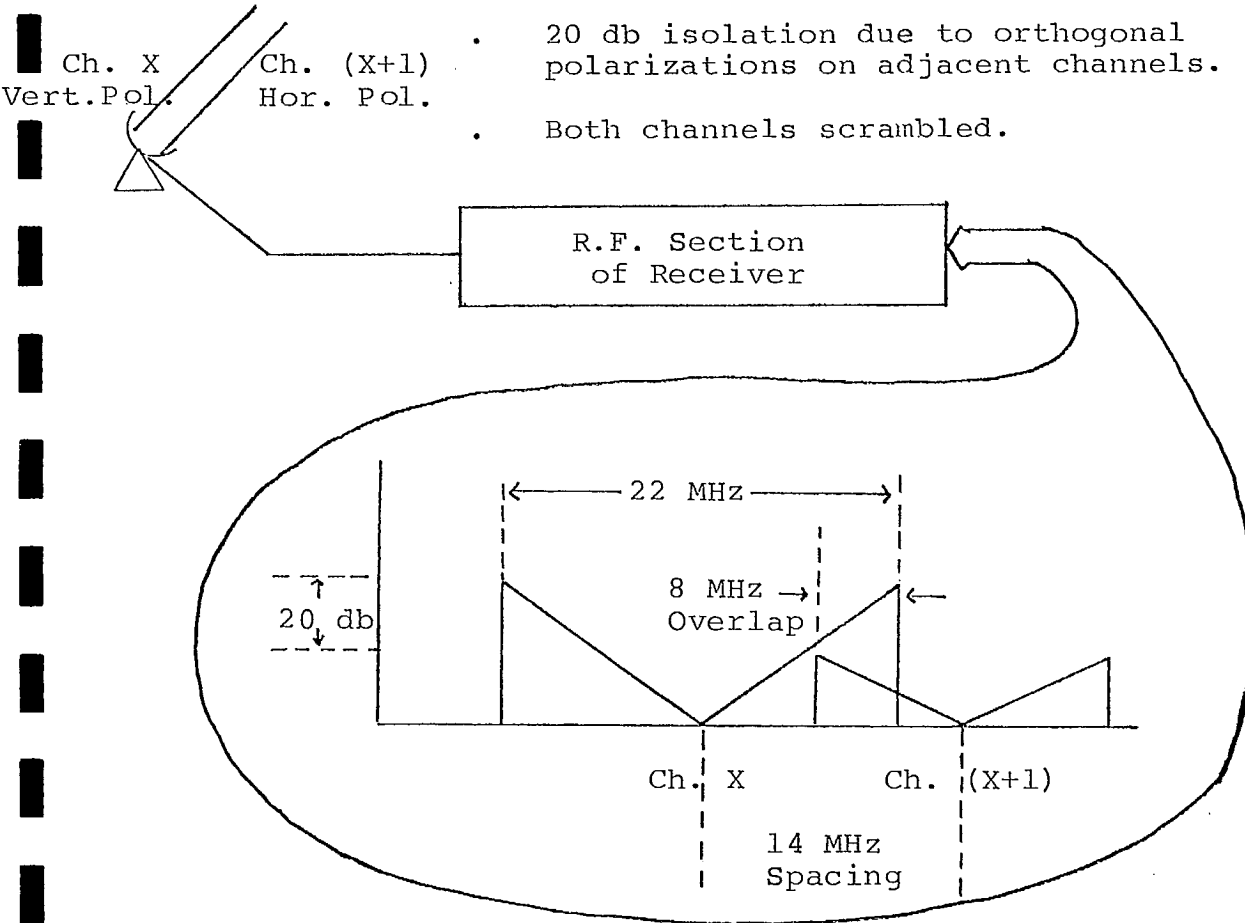 . 20 db isolation due to orthogonal
polarizations on adjacent channels.
Ch. X
Vert.Pol.
Ch. (X+1)
Hor. Pol.
. Both channels scrambled.
R.F. Section
of Receiver
22 MHz
8 MHz
Overlap
20 db
Ch. X
Ch. (X+1)
14 MHz
Spacing